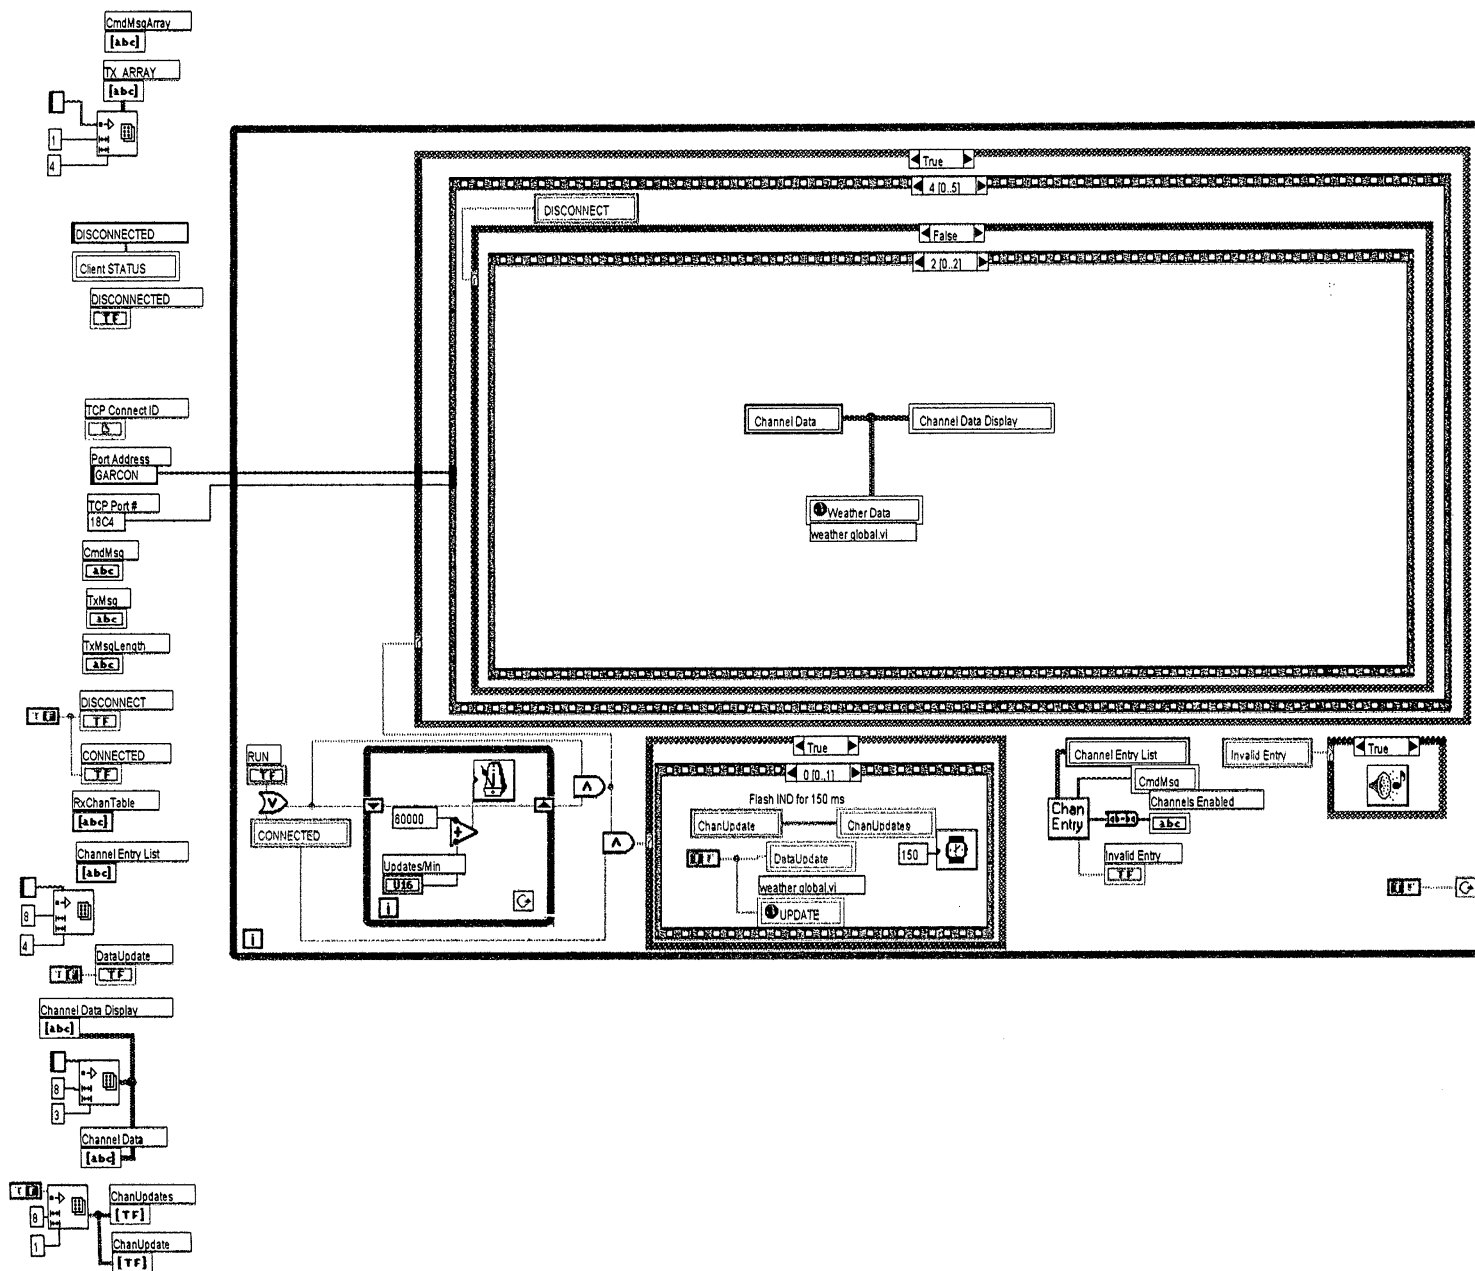 CmdMsgArray
[abc]
TX ARRAY
[abc]
1
4
DISCONNECTED
Client STATUS
DISCONNECTED
TF
TCP Connect ID
Port Address
GARCON
TCP Port #
18C4
CmdMsg
abc
TxMsg
abc
TxMsgLength
abc
DISCONNECT
TF
T F
CONNECTED
TF
RxChanTable
[abc]
Channel Entry List
[abc]
8
4
DataUpdate
T F
TF
Channel Data Display
[abc]
8
3
Channel Data
[abc]
T F
ChanUpdates
[TF]
8
1
ChanUpdate
[TF]
True
4 [0..5]
DISCONNECT
False
2 [0..2]
Channel Data
Channel Data Display
Weather Data
weather global.vi
RUN
TF
V
CONNECTED
60000
÷
Updates/Min
U16
i
i
Λ
Λ
True
0 [0..1]
Flash IND for 150 ms
ChanUpdate
ChanUpdates
150
DataUpdate
weather global.vi
UPDATE
Channel Entry List
CmdMsg
Chan
Entry
Channels Enabled
abc
Invalid Entry
TF
Invalid Entry
True